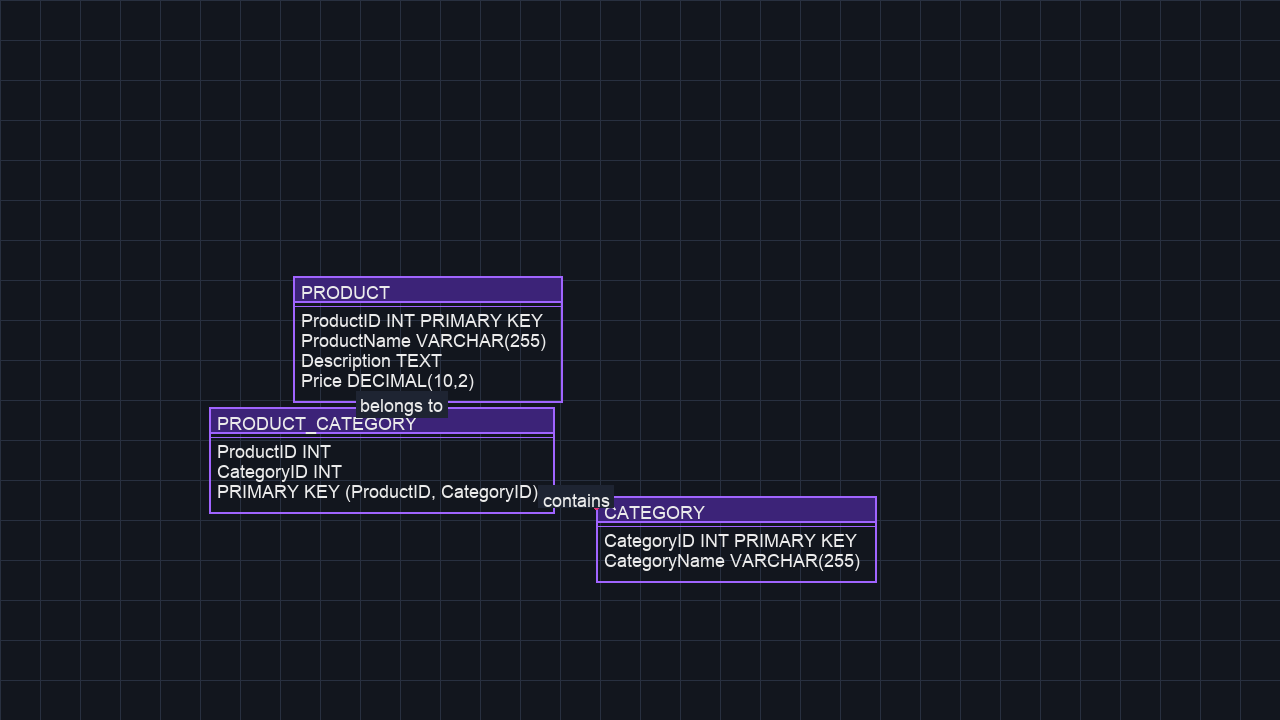 PRODUCT
ProductID INT PRIMARY KEY
ProductName VARCHAR(255)
Description TEXT
Price DECIMAL(10,2)
belongs to
PRODUCT_CATEGORY
ProductID INT
CategoryID INT
PRIMARY KEY (ProductID, CategoryID)
contains
CATEGORY
CategoryID INT PRIMARY KEY
CategoryName VARCHAR(255)